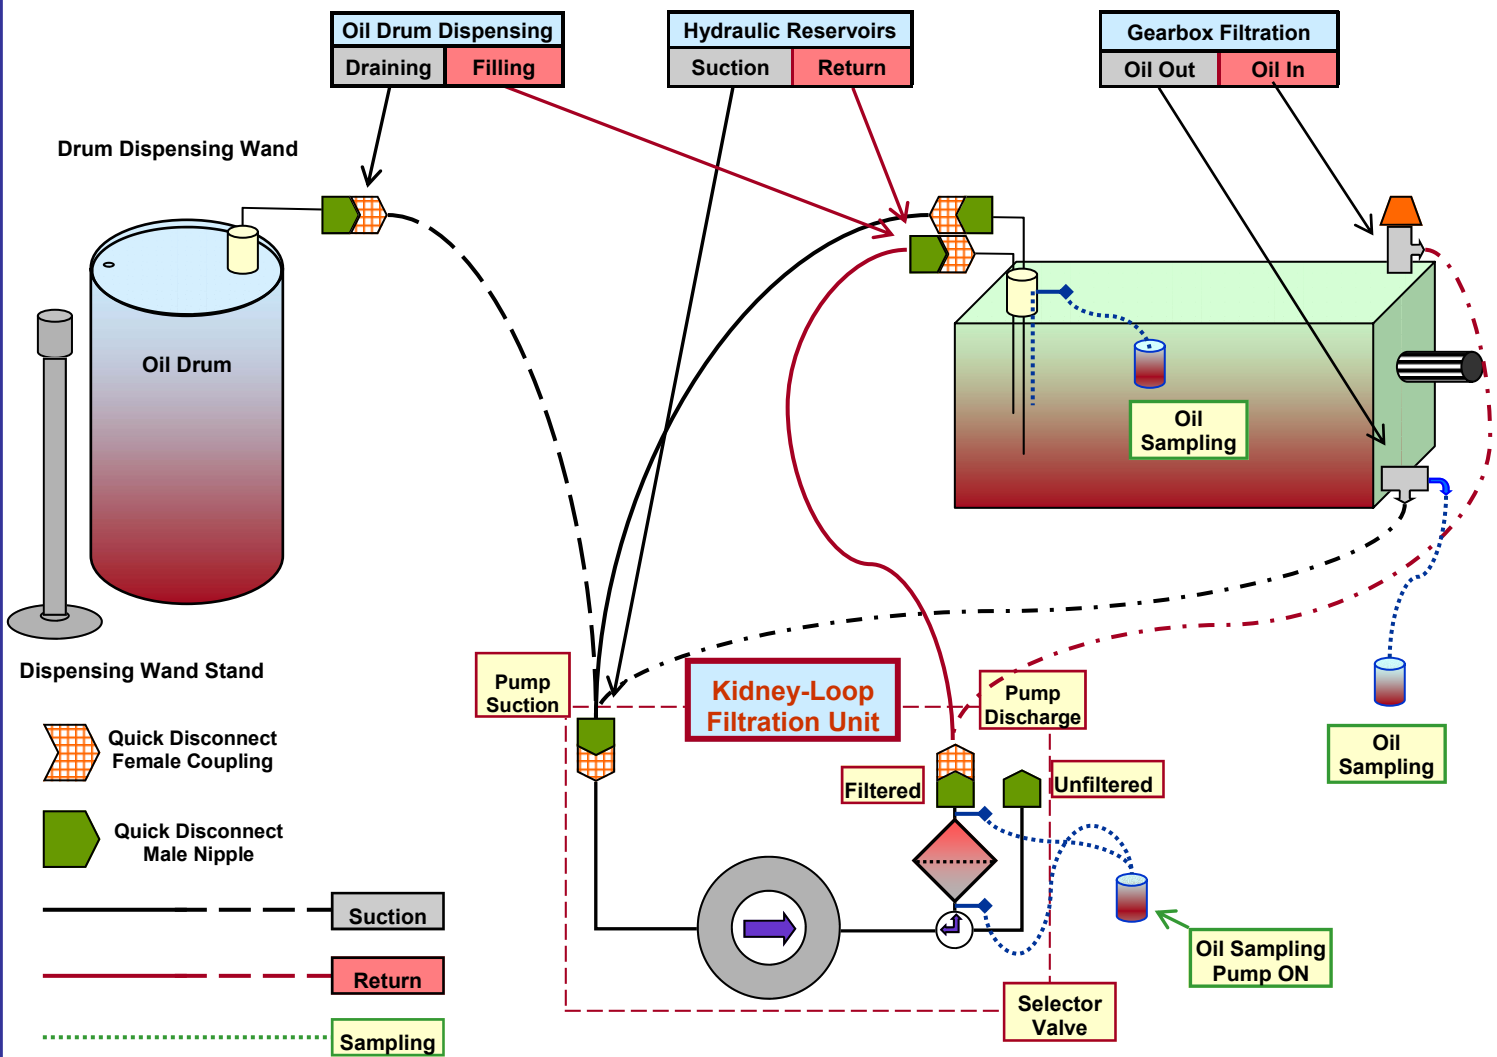 Oil Drum Dispensing
Draining Filling
Hydraulic Reservoirs
Suction Return
Gearbox Filtration
Oil Out Oil In
Drum Dispensing Wand
Oil Drum
Oil
Sampling
Dispensing Wand Stand
Pump
Suction
Kidney-Loop
Filtration Unit
Pump
Discharge
Oil
Sampling
Quick Disconnect
Female Coupling
Filtered
Unfiltered
Quick Disconnect
Male Nipple
Suction
Oil Sampling
Pump ON
Return
Selector
Valve
Sampling